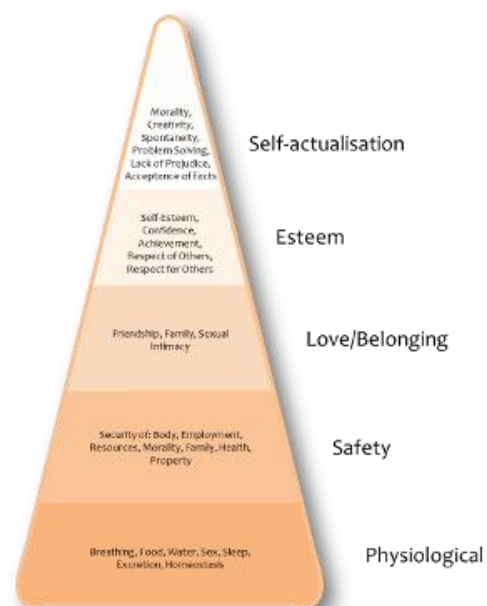 Morality,
Creativity,
Spontaneity,
Problem Solving,
Lack of Prejudice,
Acceptance of Facts
Self-actualisation
Self-Esteem,
Confidence,
Achievement,
Respect of Others,
Respect for Others
Esteem
Friendship, Family, Sexual
Intimacy
Love/Belonging
Security of: Body, Employment,
Resources, Morality, Family, Health,
Property
Safety
Breathing, Food, Water, Sex, Sleep,
Excretion, Homeostasis
Physiological